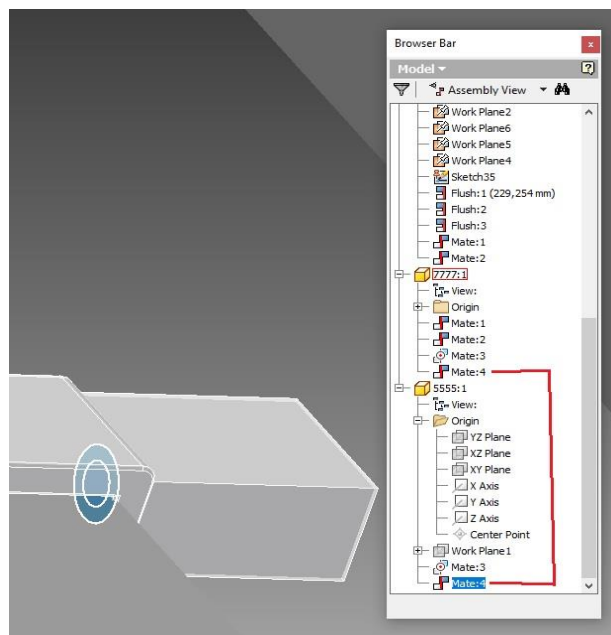 Browser Bar
Model
Assembly View
Work Plane2
Work Plane6
Work Plane5
Work Plane4
Sketch35
Flush:1 (229,254 mm)
Flush:2
Flush:3
Mate:1
Mate:2
7777:1
View:
Origin
Mate:1
Mate:2
Mate:3
Mate:4
5555:1
View:
Origin
YZ Plane
XZ Plane
XY Plane
X Axis
Y Axis
Z Axis
Center Point
Work Plane1
Mate:3
Mate:4